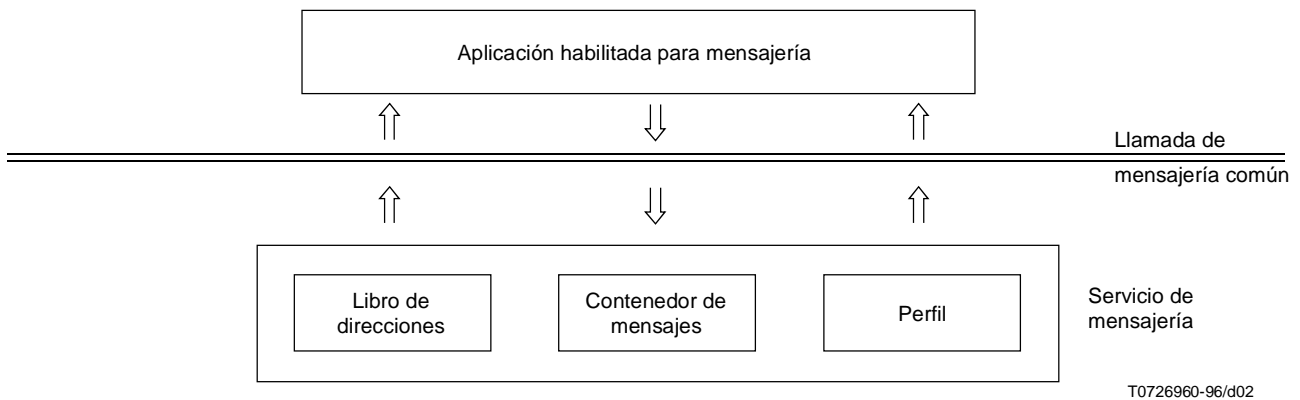 Aplicación habilitada para mensajería
Llamada de
mensajería común
Libro de
direcciones
Contenedor de
mensajes
Perfil
Servicio de
mensajería
T0726960-96/d02